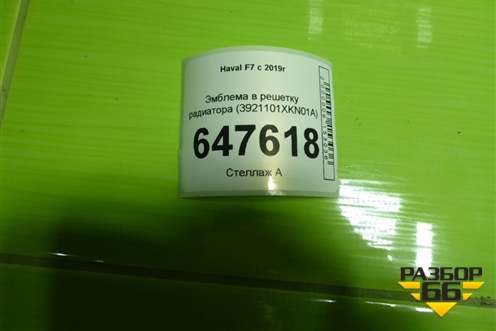 Haval F7 с 2019г
Эмблема в решетку
радиатора (3921101XKN01A)
647618
Стеллаж А
РАЗБОР
66